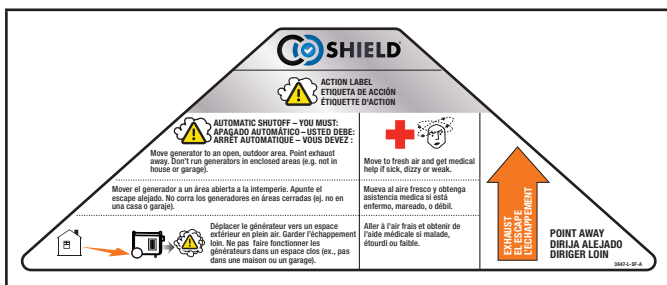 CO SHIELD®
ACTION LABEL
ETIQUETA DE ACCIÓN
ÉTIQUETTE D'ACTION
AUTOMATIC SHUTOFF – YOU MUST:
APAGADO AUTOMÁTICO – USTED DEBE:
ARRÊT AUTOMATIQUE – VOUS DEVEZ :
Move generator to an open, outdoor area. Point exhaust
away. Don't run generators in enclosed areas (e.g. not in
house or garage).
Move to fresh air and get medical
help if sick, dizzy or weak.
Mover el generador a un área abierta a la intemperie. Apunte el
escape alejado. No corra los generadores en áreas cerradas (ej. no en
una casa o garaje).
Mueva al aire fresco y obtenga
asistencia medica si está
enfermo, mareado, o débil.
Déplacer le générateur vers un espace
extérieur en plein air. Garder l'échappement
loin. Ne pas faire fonctionner les
générateurs dans un espace clos (ex., pas
dans une maison ou un garage).
Aller à l'air frais et obtenir de
l'aide médicale si malade,
étourdi ou faible.
EXHAUST
EL ESCAPE
L'ÉCHAPPEMENT
POINT AWAY
DIRIJA ALEJADO
DIRIGER LOIN
3647-L-SF-A